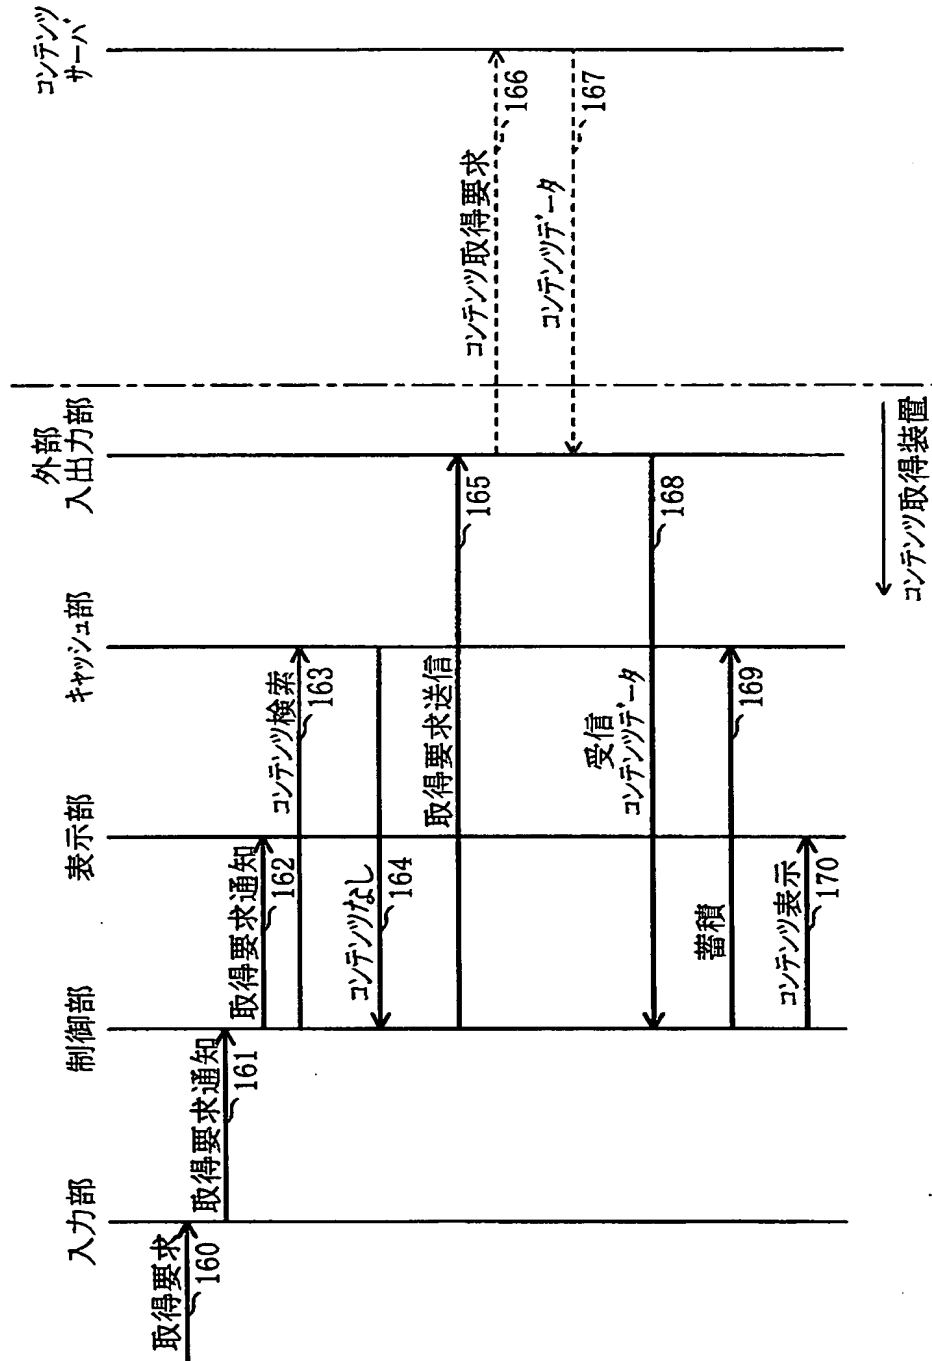 入力部
制御部
表示部
キャッシュ部
外部
入出力部
コンテンツ
サーバ
取得要求
160
取得要求通知
161
取得要求通知
162
コンテンツ検索
163
コンテンツなし
164
取得要求送信
165
コンテンツ取得要求
166
コンテンツデータ
167
受信
コンテンツデータ
168
蓄積
169
コンテンツ表示
170
コンテンツ取得装置